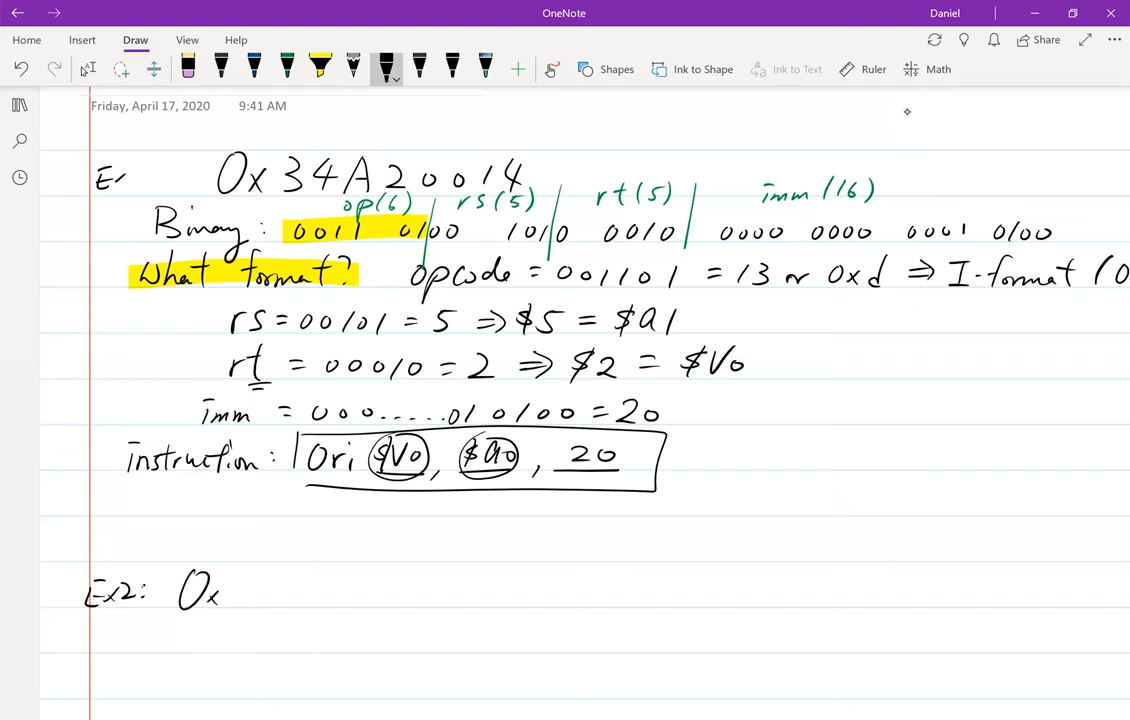 OneNote
Daniel
Home Insert Draw View Help
Share
Shapes Ink to Shape Ink to Text Ruler Math
Friday, April 17, 2020 9:41 AM
Ex 0x34A20014
op(6) rs(5) rt(5) imm(16)
Binary: 0011 0100 1010 0010 0000 0000 0001 0100
What format? opcode = 001101 = 13 or 0xd ⇒ I-format (0
rs = 00101 = 5 ⇒ $5 = $a1
rt = 00010 = 2 ⇒ $2 = $V0
imm = 000......010100 = 20
instruction: Ori $V0, $a0, 20
Ex2: 0x